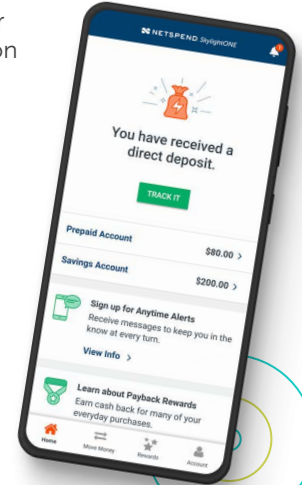 r
on
NETSPEND SkylightONE
You have received a
direct deposit.
TRACK IT
Prepaid Account
$80.00 >
Savings Account
$200.00 >
Sign up for Anytime Alerts
Receive messages to keep you in the
know at every turn.
View Info >
Learn about Payback Rewards
Earn cash back for many of your
everyday purchases.
Home
Move Money
Rewards
Account